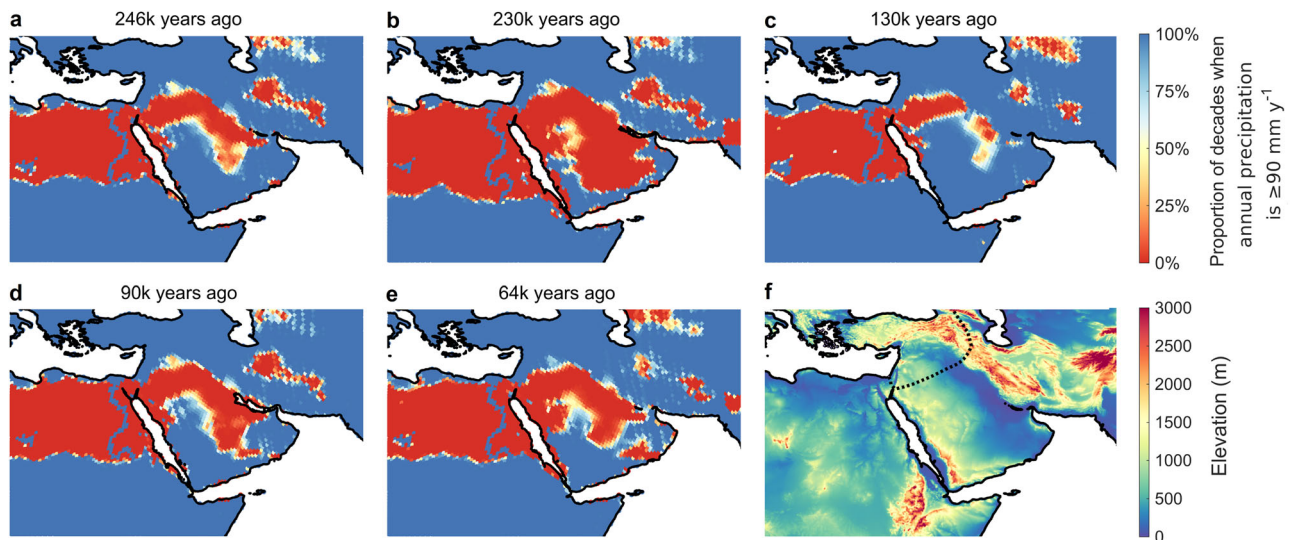 a 246k years ago
b 230k years ago
c 130k years ago
100%
75%
50%
25%
0%
Proportion of decades when
annual precipitation
is ≥90 mm y⁻¹
d 90k years ago
e 64k years ago
f
3000
2500
2000
1500
1000
500
0
Elevation (m)